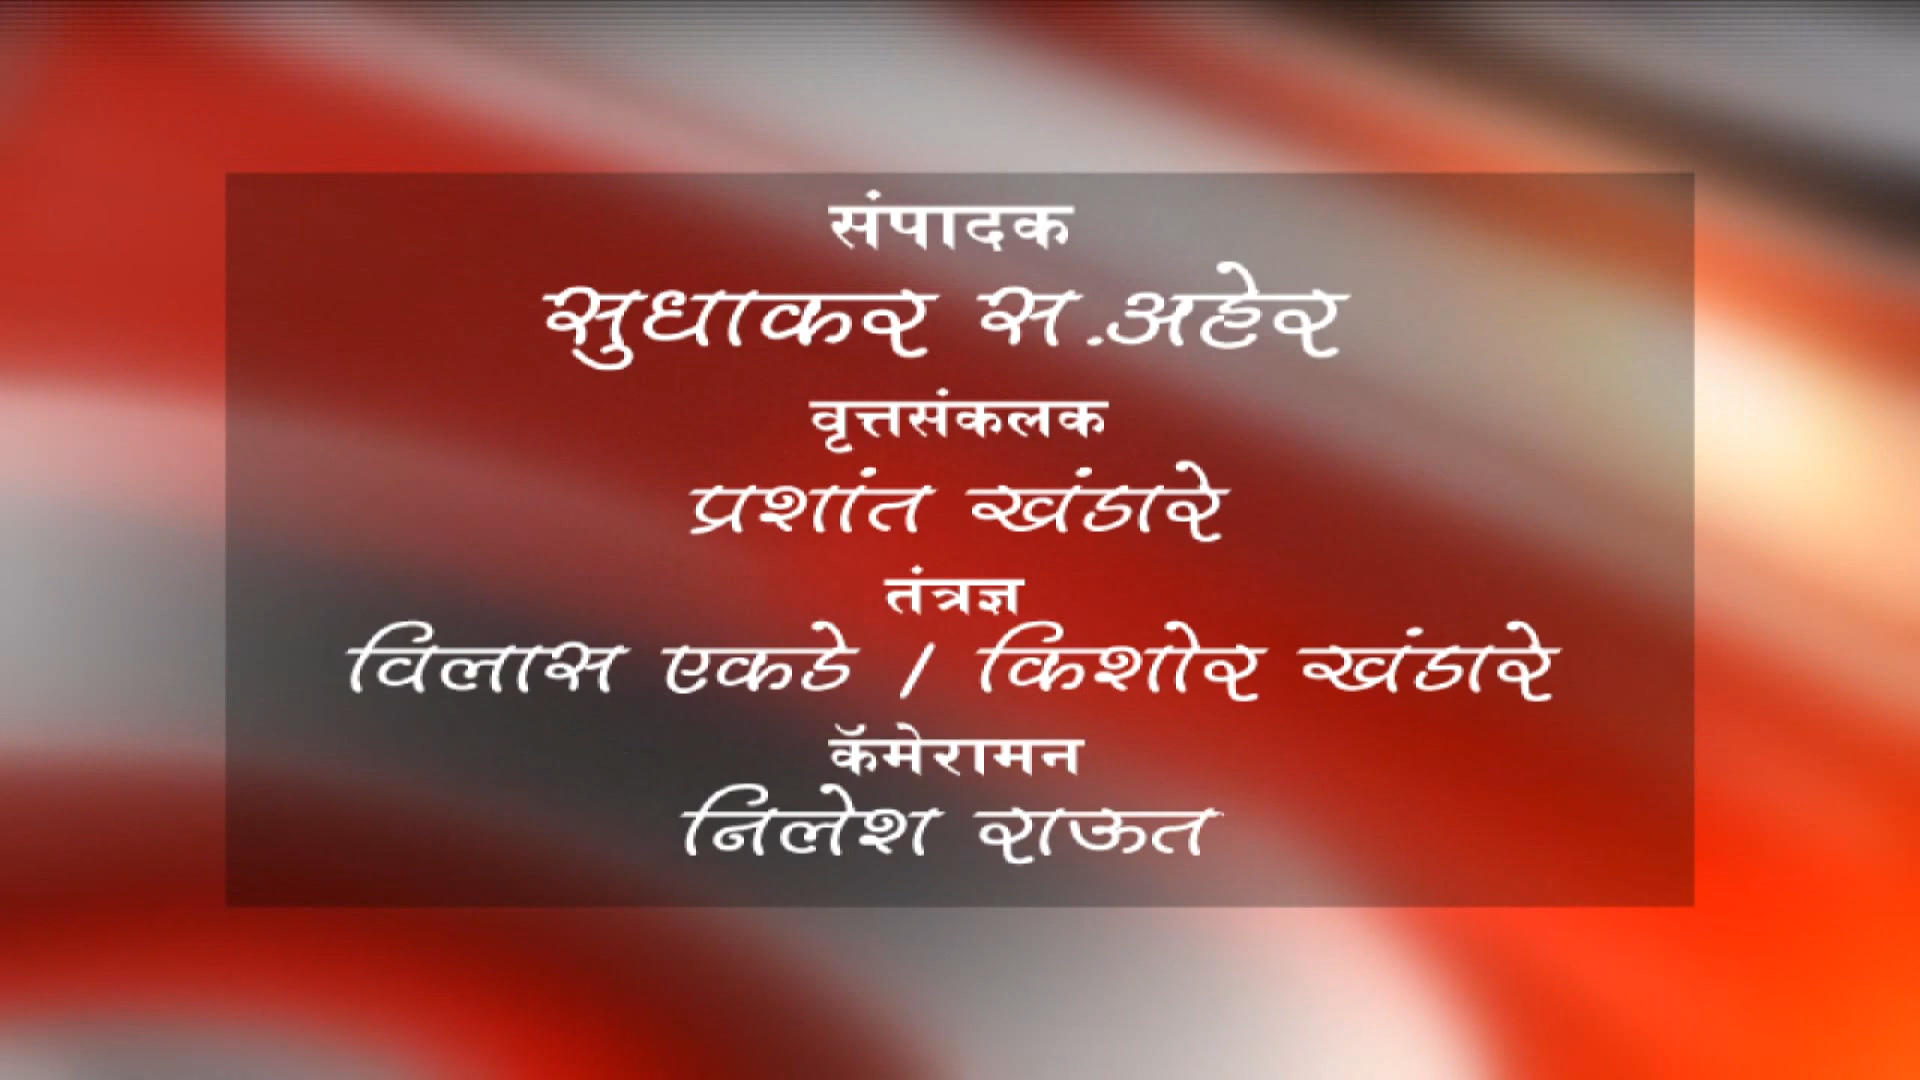 संपादक
सुधाकर स.अहेर
वृत्तसंकलक
प्रशांत खंडारे
तंत्रज्ञ
विलास एकडे / किशोर खंडारे
कॅमेरामन
निलेश राऊत